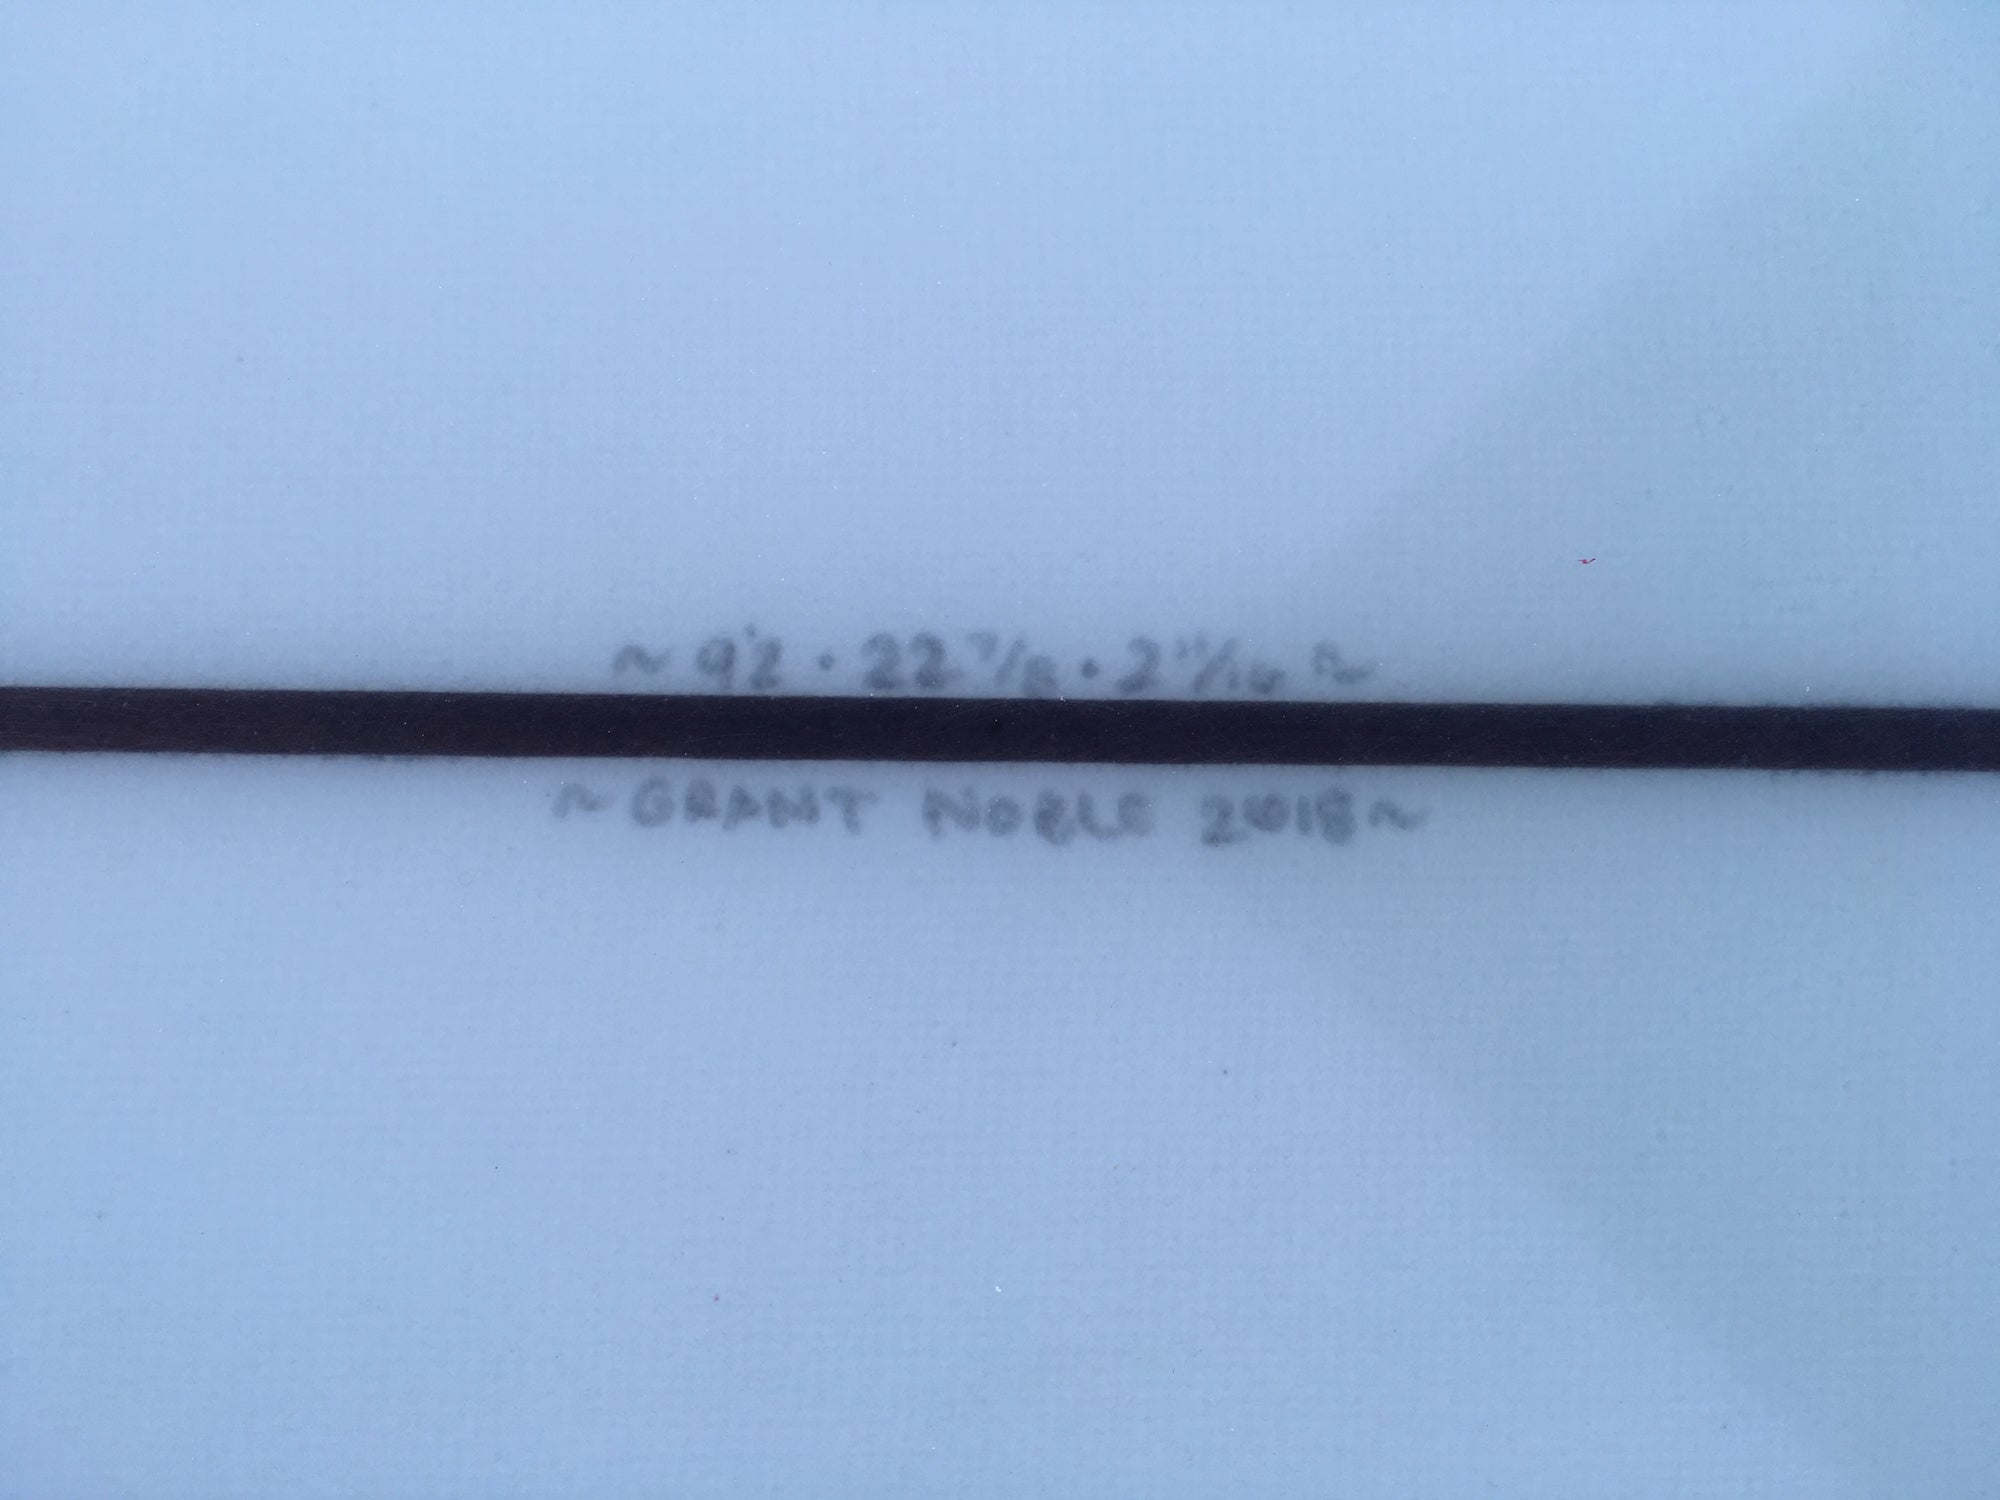 ~ 9'2 • 22 7/8 • 2 11/16 ~
~ GRANT NOBLE 2018 ~